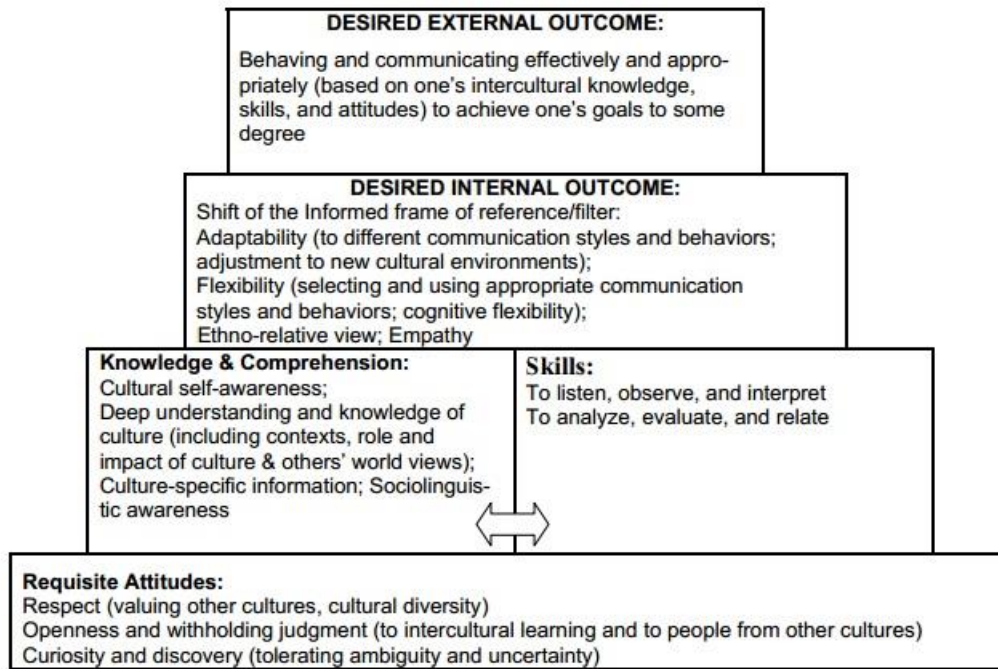 DESIRED EXTERNAL OUTCOME:
Behaving and communicating effectively and appro-
priately (based on one's intercultural knowledge,
skills, and attitudes) to achieve one's goals to some
degree
DESIRED INTERNAL OUTCOME:
Shift of the Informed frame of reference/filter:
Adaptability (to different communication styles and behaviors;
adjustment to new cultural environments);
Flexibility (selecting and using appropriate communication
styles and behaviors; cognitive flexibility);
Ethno-relative view; Empathy
Knowledge & Comprehension:
Cultural self-awareness;
Deep understanding and knowledge of
culture (including contexts, role and
impact of culture & others' world views);
Culture-specific information; Sociolinguis-
tic awareness
Skills:
To listen, observe, and interpret
To analyze, evaluate, and relate
Requisite Attitudes:
Respect (valuing other cultures, cultural diversity)
Openness and withholding judgment (to intercultural learning and to people from other cultures)
Curiosity and discovery (tolerating ambiguity and uncertainty)